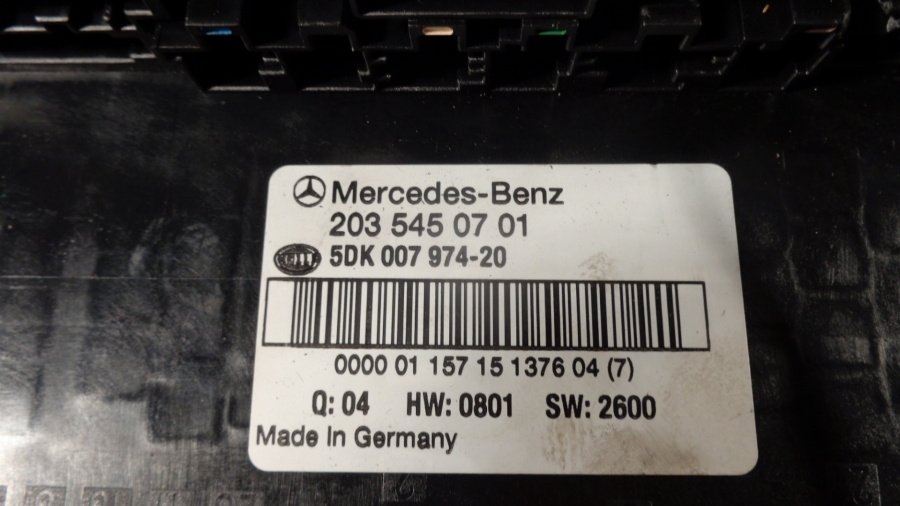 Mercedes-Benz
203 545 07 01
HELLA 5DK 007 974-20
0000 01 157 15 1376 04 (7)
Q: 04 HW: 0801 SW: 2600
Made In Germany